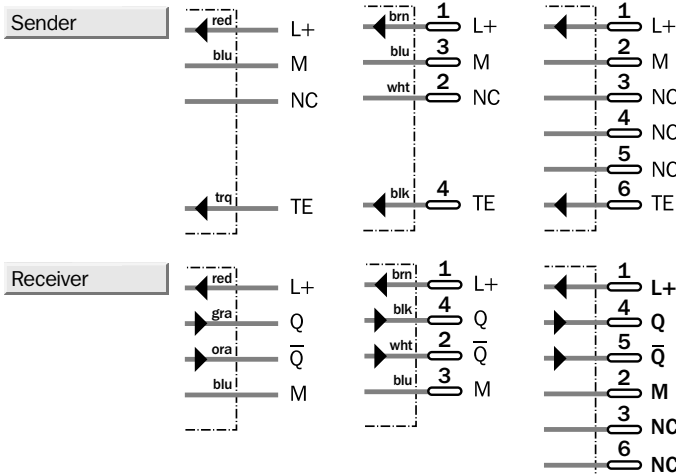 Sender
red L+ brn 1 L+ 1 L+
blu M blu 3 M 2 M
NC wht 2 NC 3 NC
4 NC
5 NC
trq TE blk 4 TE 6 TE
Receiver
red L+ brn 1 L+ 1 L+
gra Q blk 4 Q 4 Q
ora Q̅ wht 2 Q̅ 5 Q̅
blu M blu 3 M 2 M
3 NC
6 NC